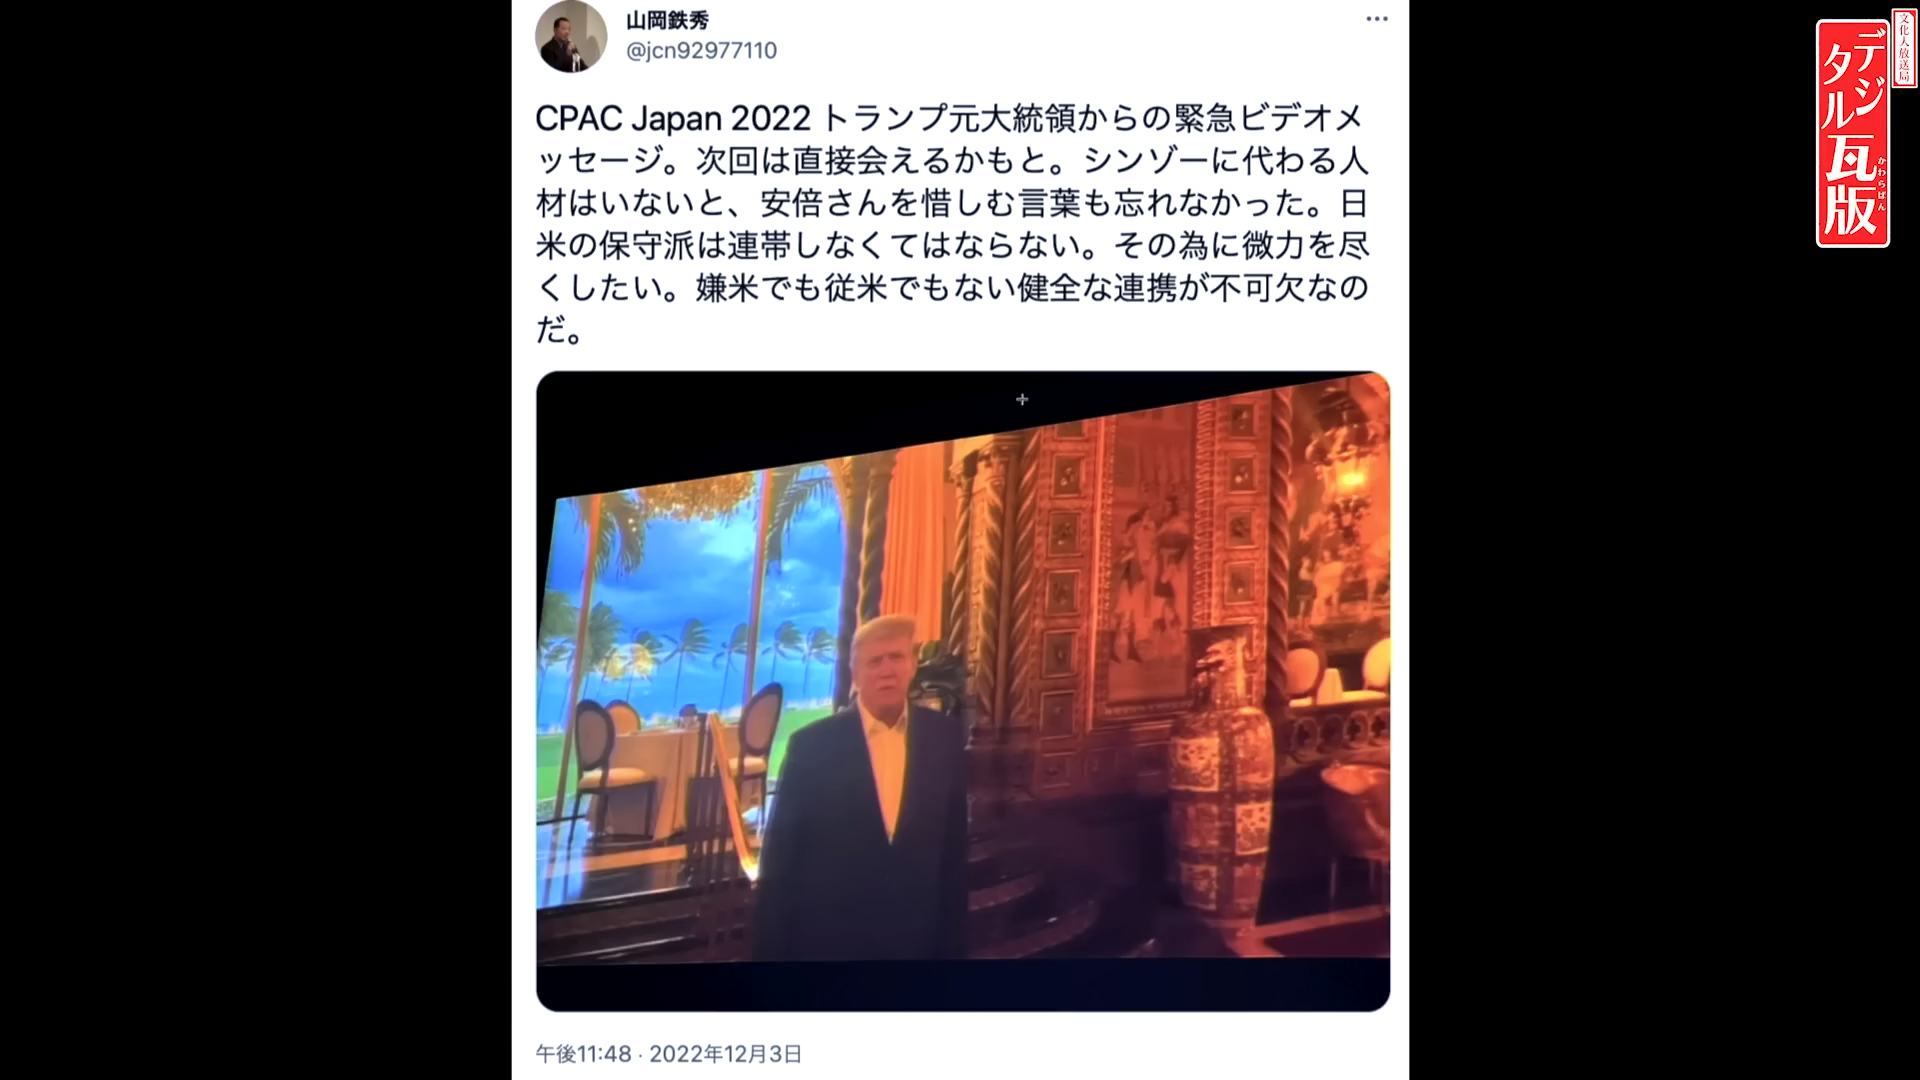 山岡鉄秀
@jcn92977110
CPAC Japan 2022 トランプ元大統領からの緊急ビデオメ
ッセージ。次回は直接会えるかもと。シンゾーに代わる人
材はいないと、安倍さんを惜しむ言葉も忘れなかった。日
米の保守派は連帯しなくてはならない。その為に微力を尽
くしたい。嫌米でも従米でもない健全な連携が不可欠なの
だ。
午後11:48 · 2022年12月3日
文化人放送局
デジ
タル
瓦版
かわらばん